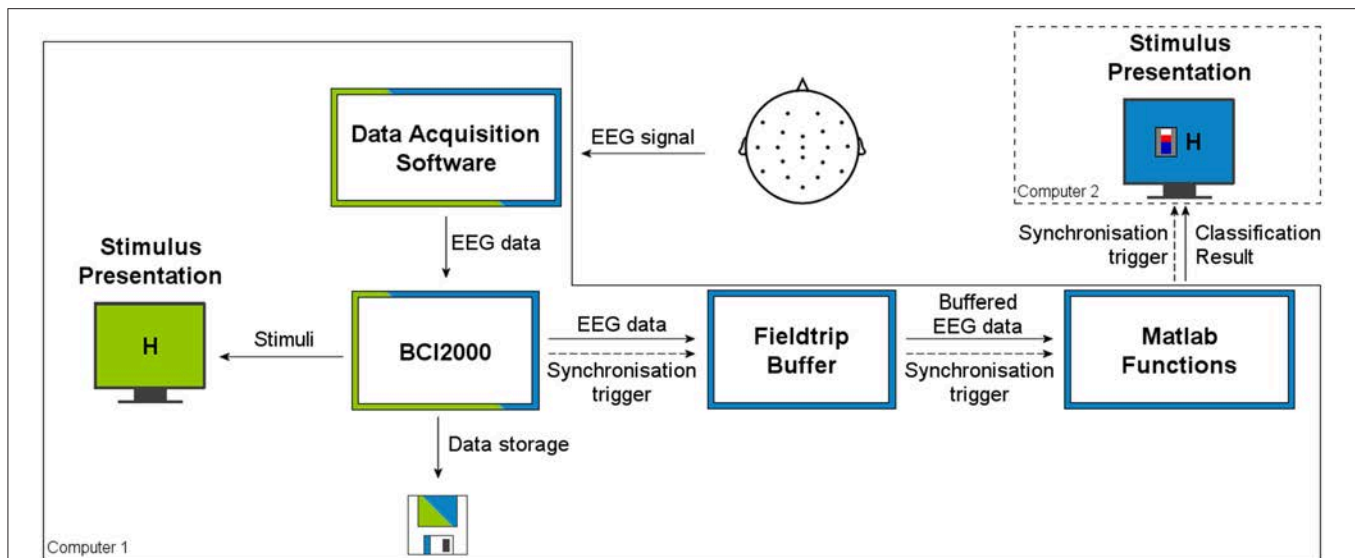 Stimulus
Presentation
H
Computer 2
Data Acquisition
Software
EEG signal
EEG data
Synchronisation
trigger
Classification
Result
Stimulus
Presentation
H
Stimuli
BCI2000
EEG data
Synchronisation
trigger
Fieldtrip
Buffer
Buffered
EEG data
Synchronisation
trigger
Matlab
Functions
Data storage
Computer 1